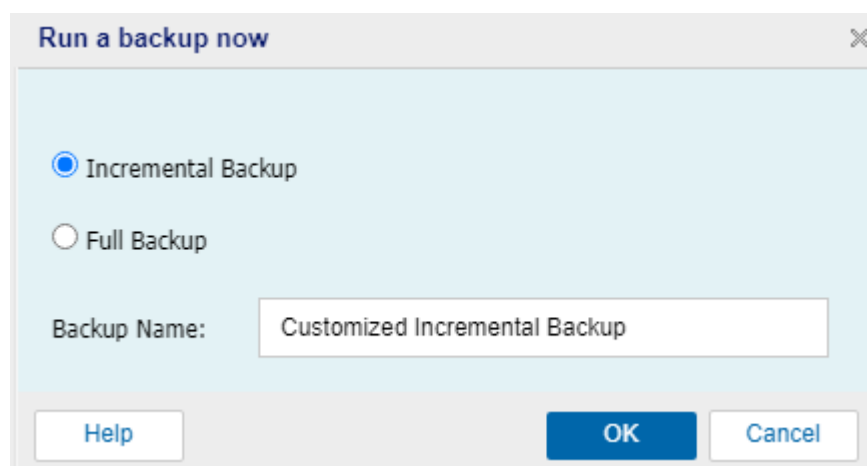 Run a backup now
Incremental Backup
Full Backup
Backup Name: Customized Incremental Backup
Help OK Cancel